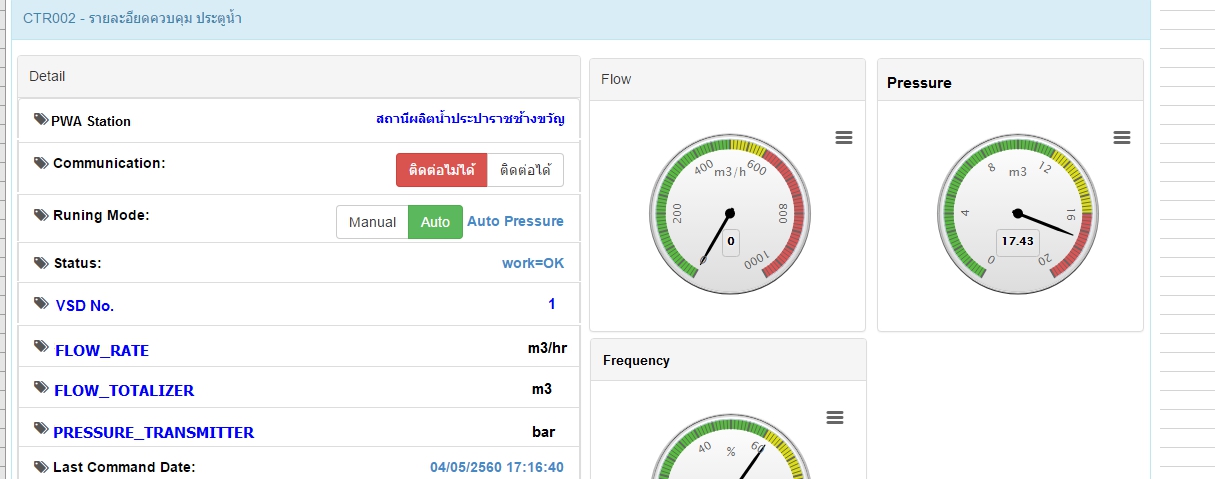 CTR002 - รายละอียดควบคุม ประตูน้ำ
Detail
PWA Station สถานีผลิตน้ำประปาราชช้างขวัญ
Communication: ติดต่อไม่ได้ ติดต่อได้
Runing Mode: Manual Auto Auto Pressure
Status: work=OK
VSD No. 1
FLOW_RATE m3/hr
FLOW_TOTALIZER m3
PRESSURE_TRANSMITTER bar
Last Command Date: 04/05/2560 17:16:40
Flow
0 200 400 600 800 1000
m3/h
0
Pressure
0 4 8 12 16 20
m3
17.43
Frequency
40 60
%